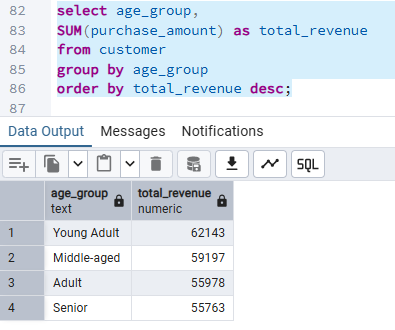 82 select age_group,
83 SUM(purchase_amount) as total_revenue
84 from customer
85 group by age_group
86 order by total_revenue desc;
87
Data Output Messages Notifications
SQL
age_group text total_revenue numeric
1 Young Adult 62143
2 Middle-aged 59197
3 Adult 55978
4 Senior 55763